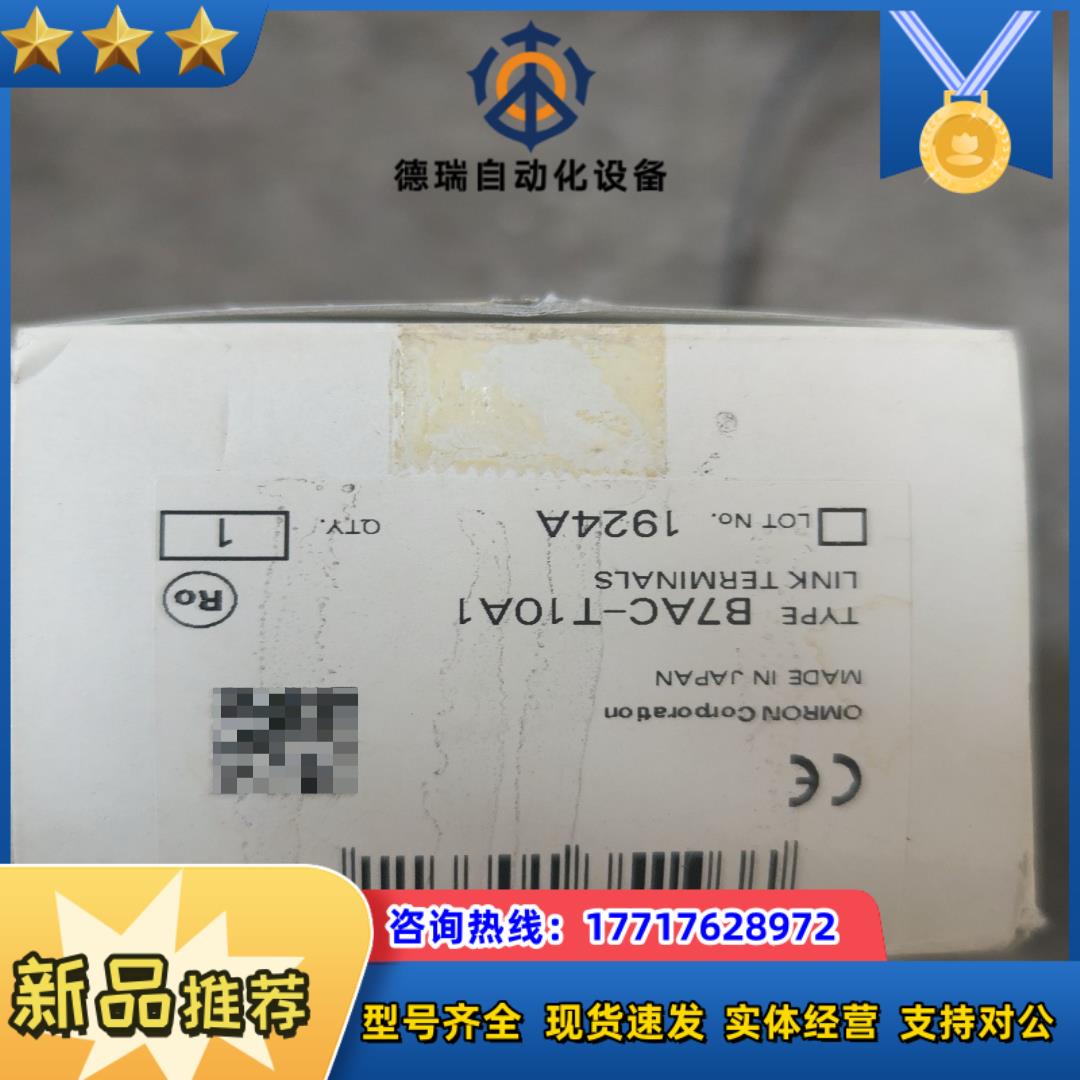 德瑞自动化设备
LOT No. 1924A
QTY. 1
LINK TERMINALS
TYPE B7AC-T10A1
Ro
MADE IN JAPAN
OMRON Corporation
CE
咨询热线：17717628972
新品推荐
型号齐全 现货速发 实体经营 支持对公